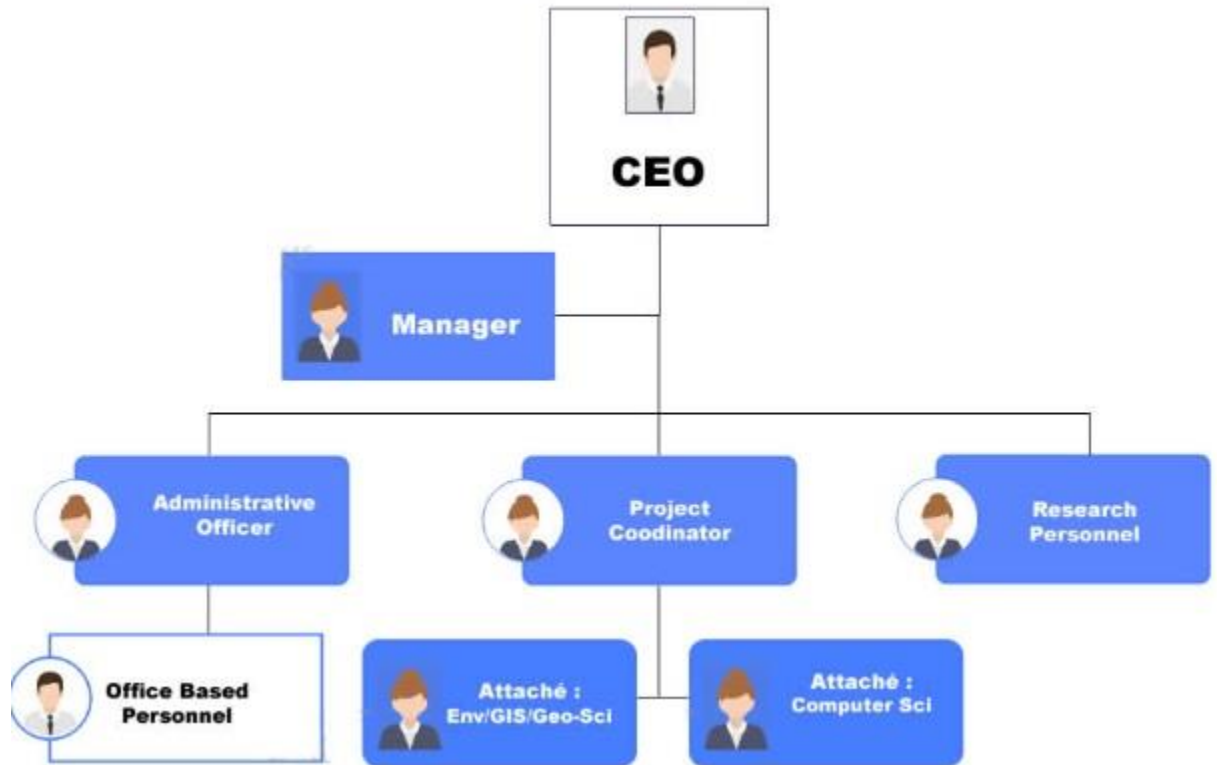 CEO
Manager
Administrative
Officer
Project
Coodinator
Research
Personnel
Office Based
Personnel
Attaché :
Env/GIS/Geo-Sci
Attaché :
Computer Sci